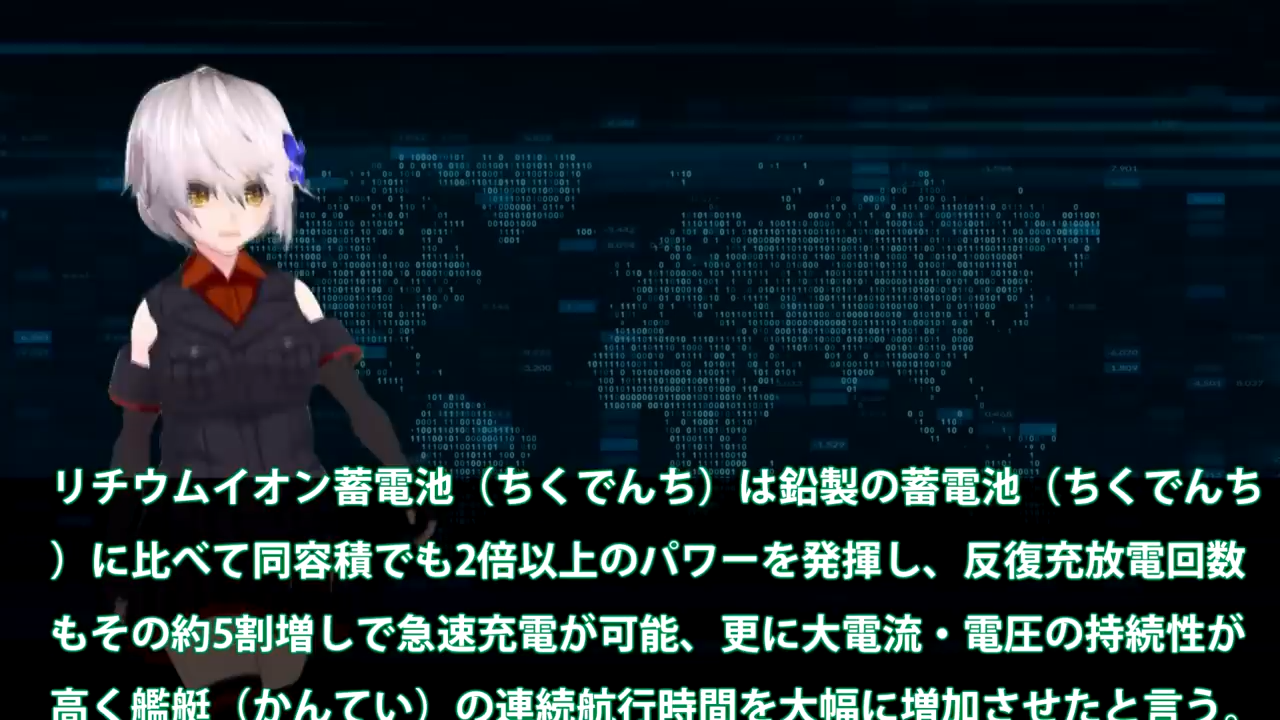 リチウムイオン蓄電池（ちくでんち）は鉛製の蓄電池（ちくでんち
）に比べて同容積でも2倍以上のパワーを発揮し、反復充放電回数
もその約5割増しで急速充電が可能、更に大電流・電圧の持続性が
高く艦艇（かんてい）の連続航行時間を大幅に増加させたと言う。